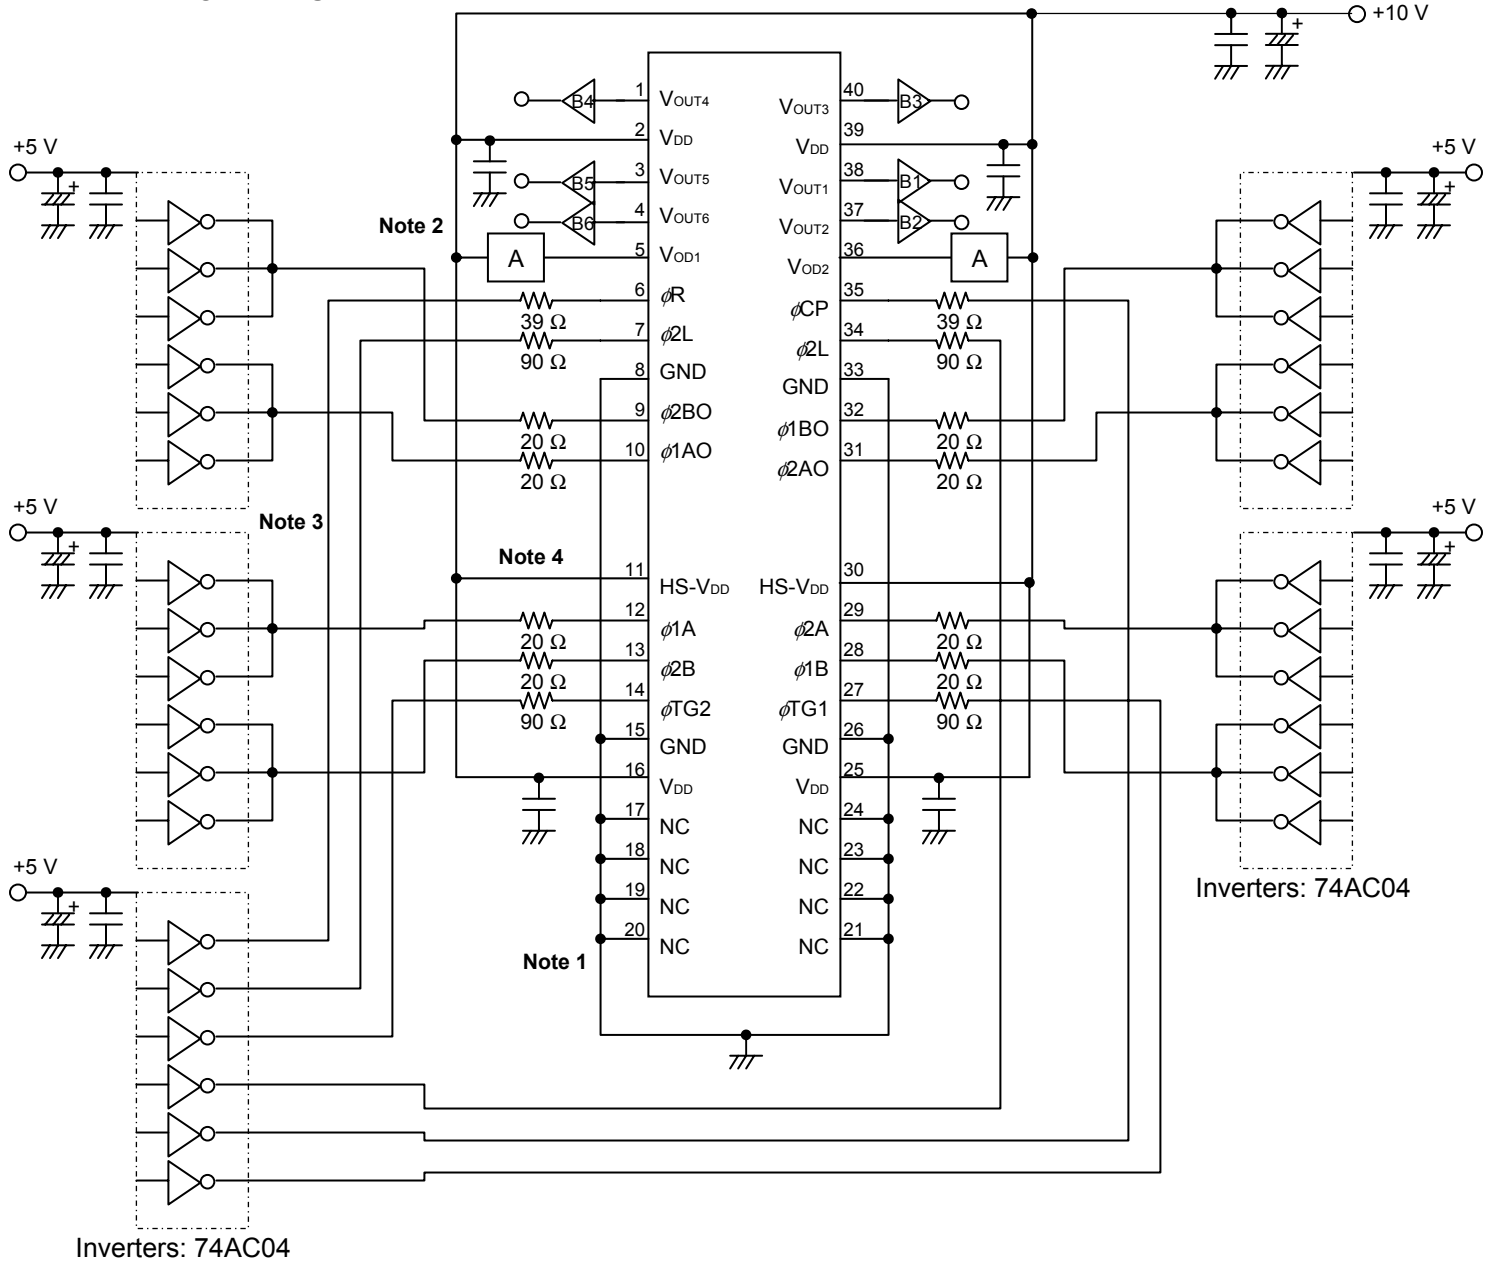 +10 V
1 VOUT4
2 VDD
3 VOUT5
4 VOUT6
5 VOD1
6 ϕR
7 ϕ2L
8 GND
9 ϕ2BO
10 ϕ1AO
11 HS-VDD
12 ϕ1A
13 ϕ2B
14 ϕTG2
15 GND
16 VDD
17 NC
18 NC
19 NC
20 NC
40 VOUT3
39 VDD
38 VOUT1
37 VOUT2
36 VOD2
35 ϕCP
34 ϕ2L
33 GND
32 ϕ1BO
31 ϕ2AO
30 HS-VDD
29 ϕ2A
28 ϕ1B
27 ϕTG1
26 GND
25 VDD
24 NC
23 NC
22 NC
21 NC
B4
B5
B6
A
39 Ω
90 Ω
20 Ω
20 Ω
20 Ω
20 Ω
90 Ω
B3
B1
B2
A
39 Ω
90 Ω
20 Ω
20 Ω
20 Ω
20 Ω
90 Ω
+5 V
+5 V
+5 V
+5 V
+5 V
Note 2
Note 3
Note 4
Note 1
Inverters: 74AC04
Inverters: 74AC04